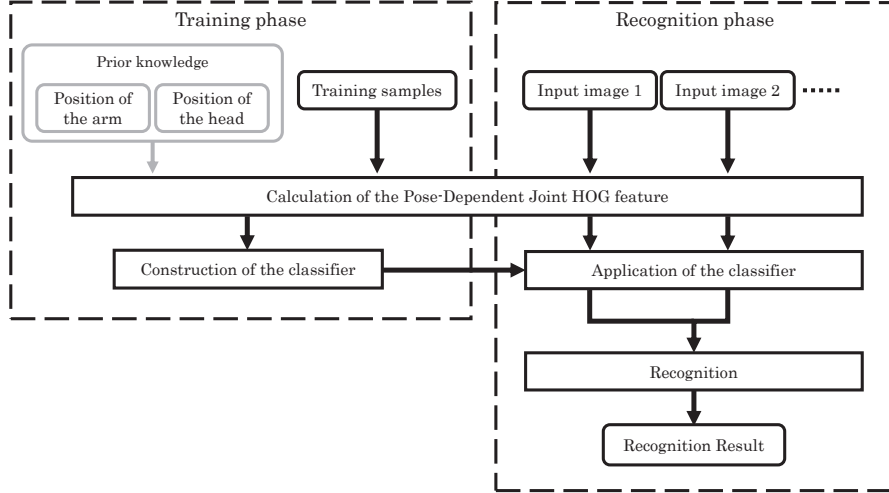 Training phase
Recognition phase
Prior knowledge
Position of
the arm
Position of
the head
Training samples
Input image 1
Input image 2
Calculation of the Pose-Dependent Joint HOG feature
Construction of the classifier
Application of the classifier
Recognition
Recognition Result